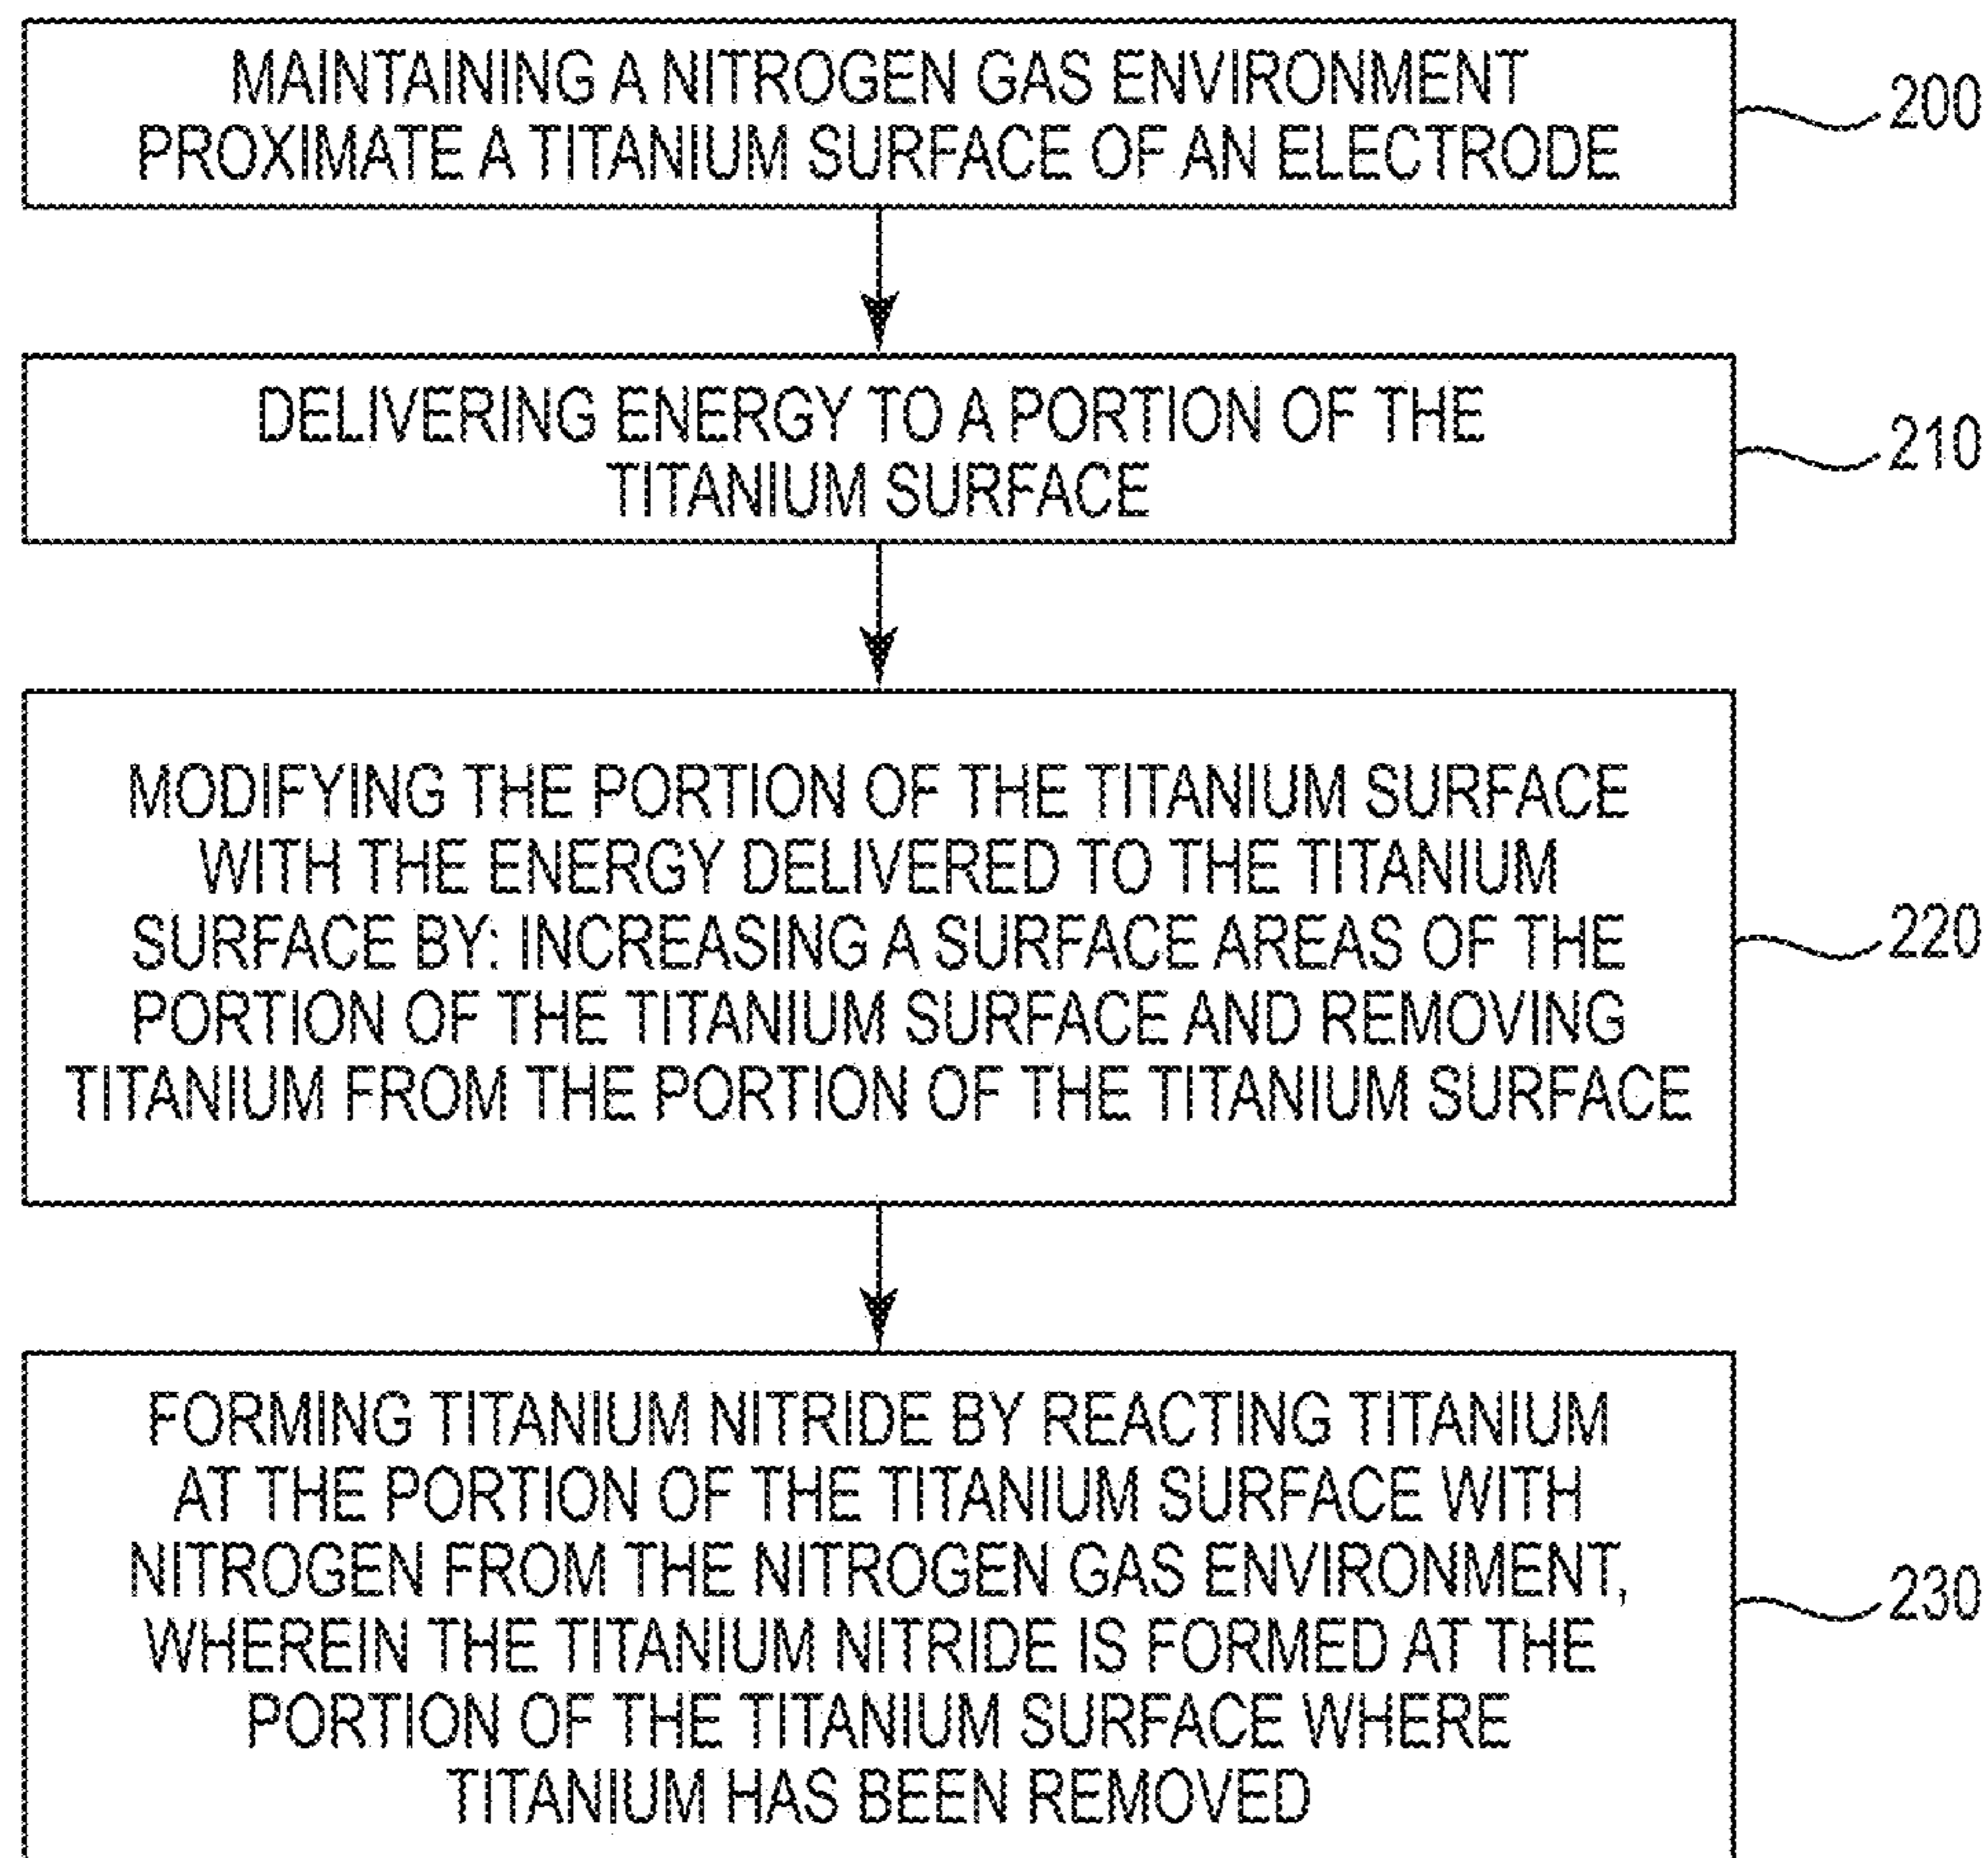 MAINTAINING A NITROGEN GAS ENVIRONMENT
PROXIMATE A TITANIUM SURFACE OF AN ELECTRODE
200
DELIVERING ENERGY TO A PORTION OF THE
TITANIUM SURFACE
210
MODIFYING THE PORTION OF THE TITANIUM SURFACE
WITH THE ENERGY DELIVERED TO THE TITANIUM
SURFACE BY: INCREASING A SURFACE AREAS OF THE
PORTION OF THE TITANIUM SURFACE AND REMOVING
TITANIUM FROM THE PORTION OF THE TITANIUM SURFACE
220
FORMING TITANIUM NITRIDE BY REACTING TITANIUM
AT THE PORTION OF THE TITANIUM SURFACE WITH
NITROGEN FROM THE NITROGEN GAS ENVIRONMENT,
WHEREIN THE TITANIUM NITRIDE IS FORMED AT THE
PORTION OF THE TITANIUM SURFACE WHERE
TITANIUM HAS BEEN REMOVED
230